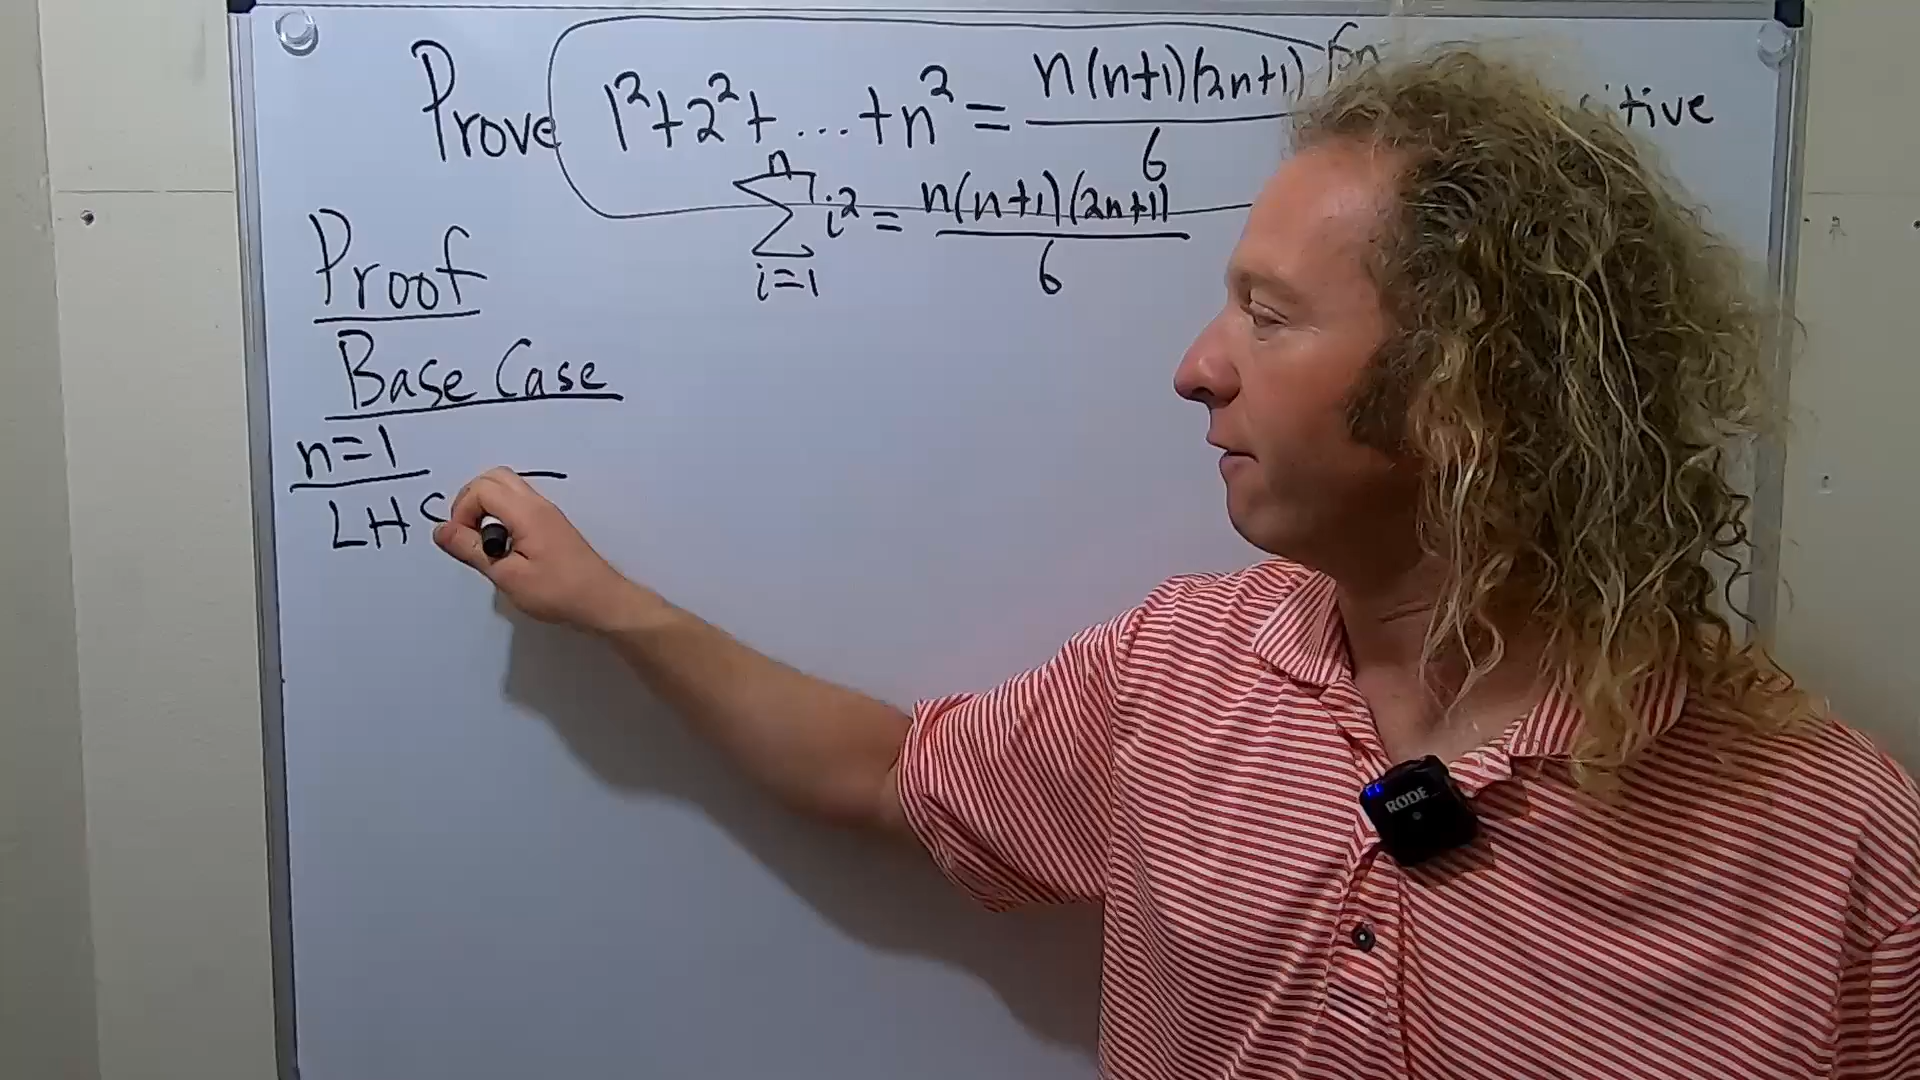 Prove 1²+2²+...+n² = n(n+1)(2n+1)/6
n
∑ i² = n(n+1)(2n+1)/6
i=1
Proof
Base Case
n=1
LHS
RODE